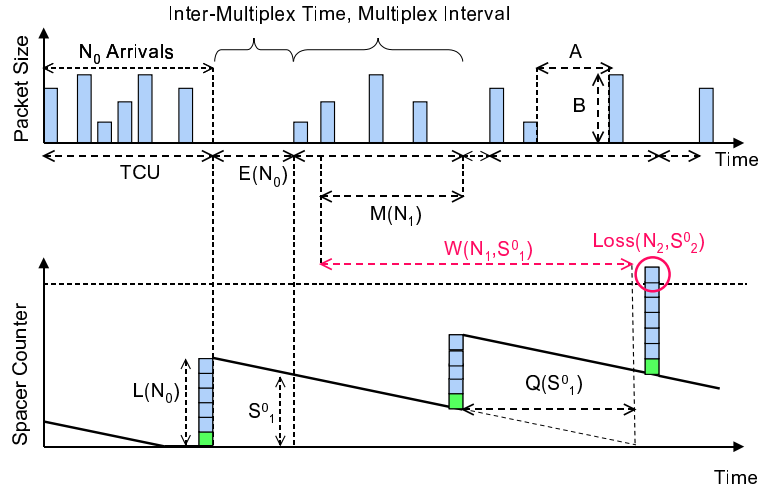 Inter-Multiplex Time, Multiplex Interval
N₀ Arrivals
A
B
Packet Size
Time
TCU
E(N₀)
M(N₁)
W(N₁,S⁰₁)
Loss(N₂,S⁰₂)
L(N₀)
S⁰₁
Q(S⁰₁)
Spacer Counter
Time